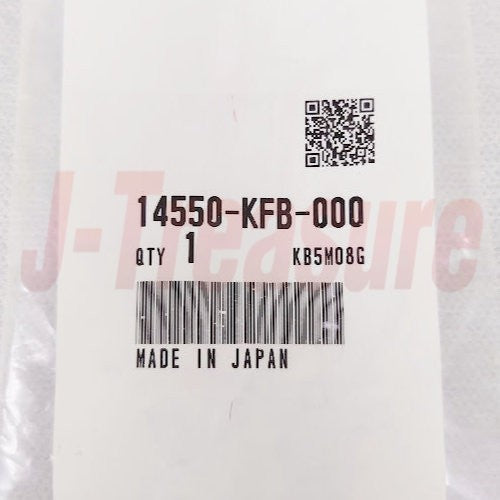 14550-KFB-000
J-Treasure
QTY 1 KB5M08G
MADE IN JAPAN